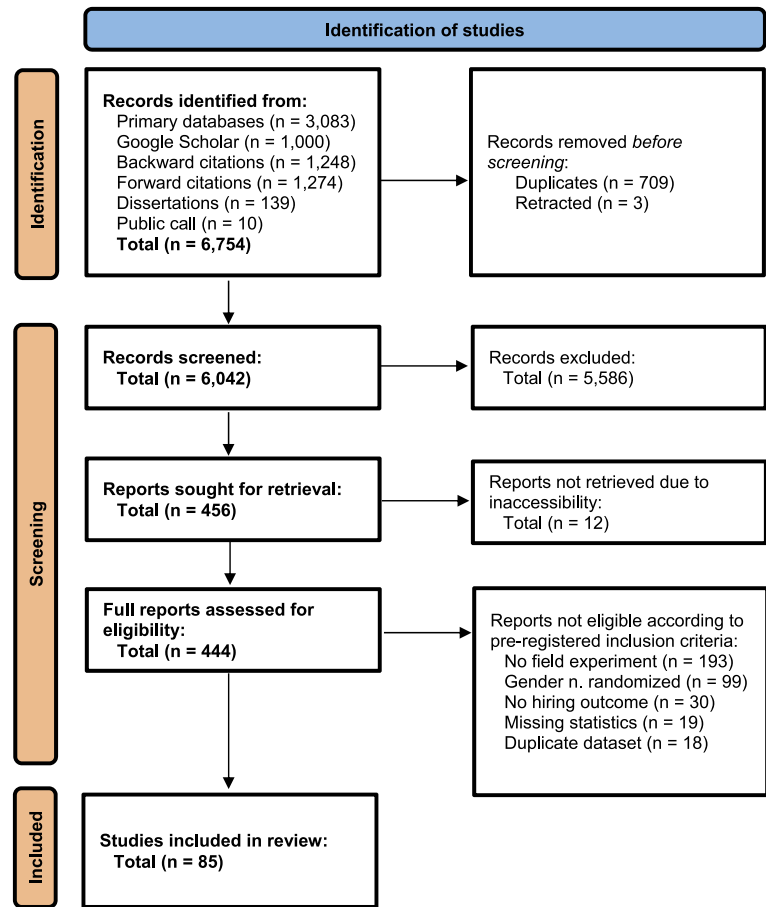 Identification of studies
Identification
Records identified from:
Primary databases (n = 3,083)
Google Scholar (n = 1,000)
Backward citations (n = 1,248)
Forward citations (n = 1,274)
Dissertations (n = 139)
Public call (n = 10)
Total (n = 6,754)
Records removed before
screening:
Duplicates (n = 709)
Retracted (n = 3)
Screening
Records screened:
Total (n = 6,042)
Records excluded:
Total (n = 5,586)
Reports sought for retrieval:
Total (n = 456)
Reports not retrieved due to
inaccessibility:
Total (n = 12)
Full reports assessed for
eligibility:
Total (n = 444)
Reports not eligible according to
pre-registered inclusion criteria:
No field experiment (n = 193)
Gender n. randomized (n = 99)
No hiring outcome (n = 30)
Missing statistics (n = 19)
Duplicate dataset (n = 18)
Included
Studies included in review:
Total (n = 85)